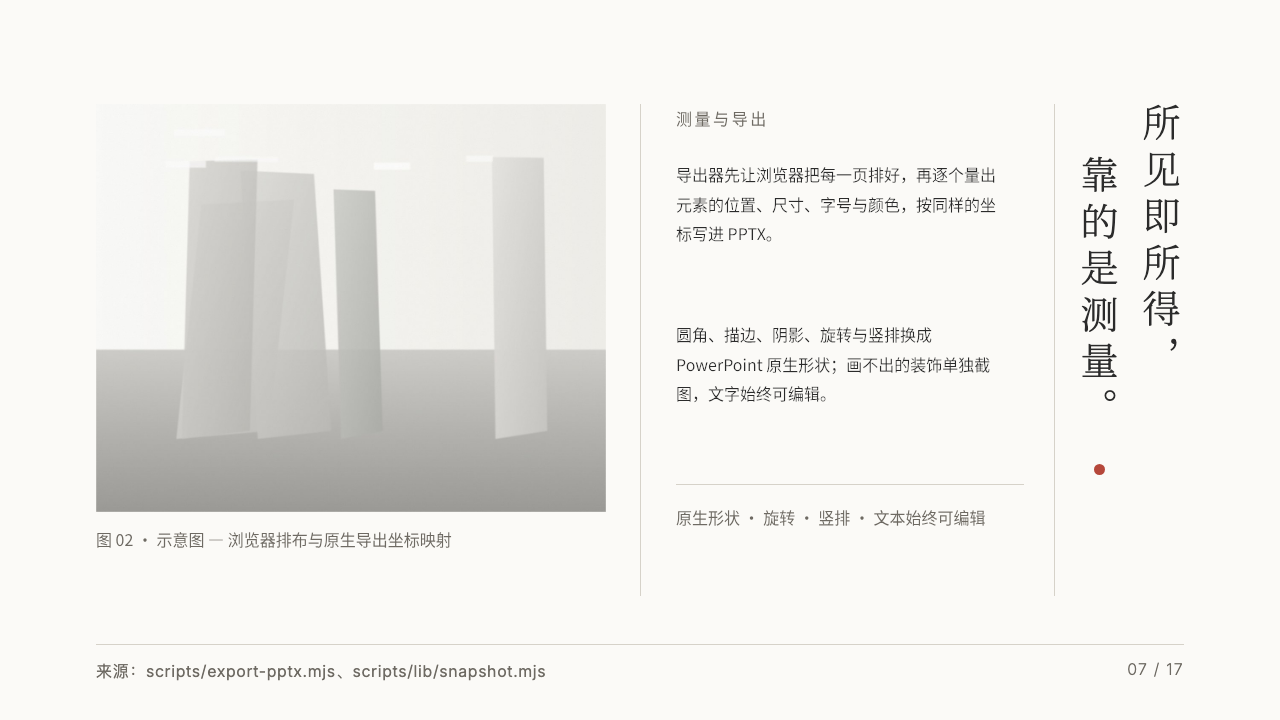 所见即所得，
靠的是测量。
测量与导出
导出器先让浏览器把每一页排好，再逐个量出
元素的位置、尺寸、字号与颜色，按同样的坐
标写进 PPTX。
圆角、描边、阴影、旋转与竖排换成
PowerPoint 原生形状；画不出的装饰单独截
图，文字始终可编辑。
原生形状 · 旋转 · 竖排 · 文本始终可编辑
图 02 · 示意图 — 浏览器排布与原生导出坐标映射
来源：scripts/export-pptx.mjs、scripts/lib/snapshot.mjs
07 / 17